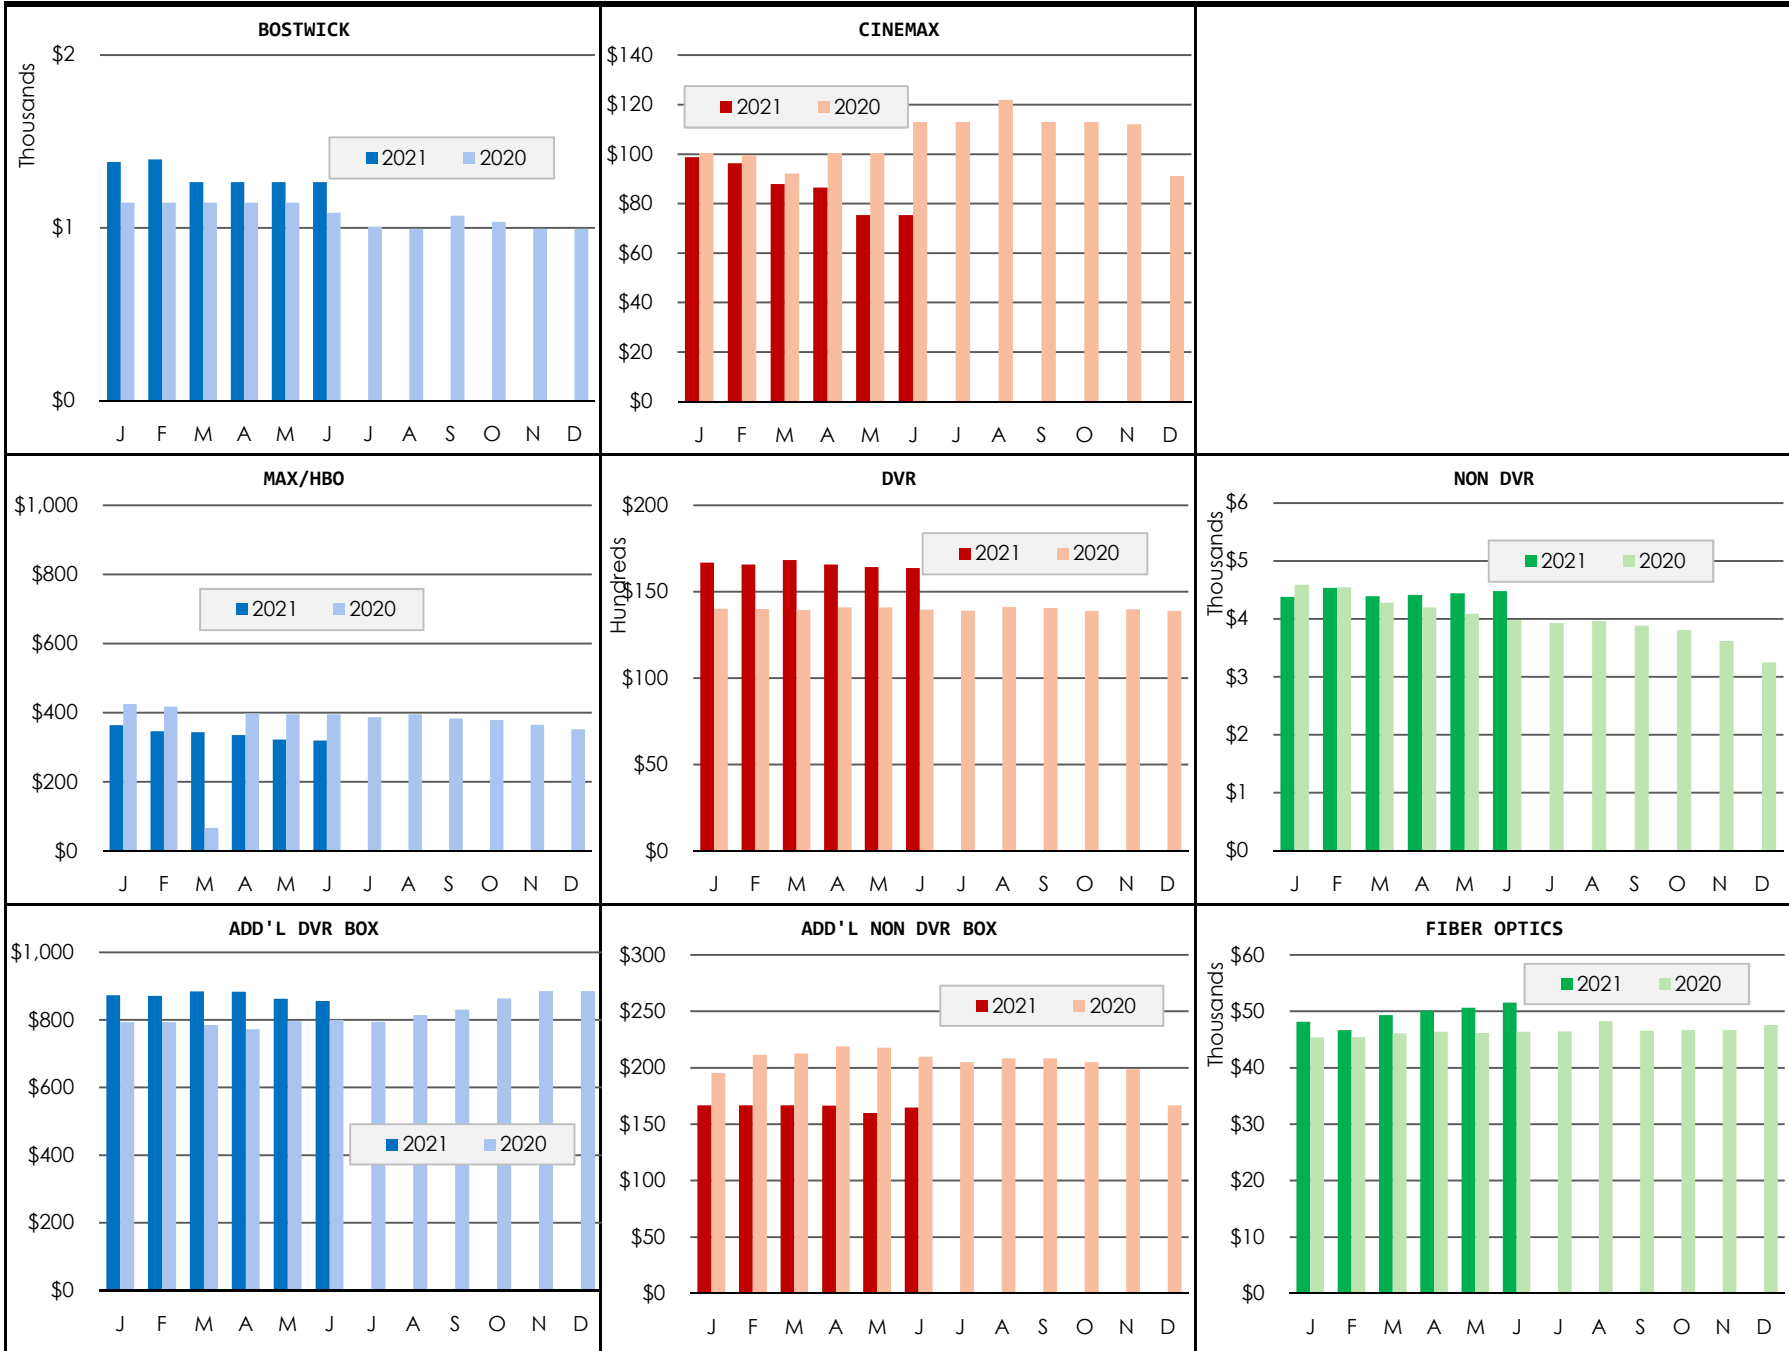 BOSTWICK
Thousands
$2
$1
$0
2021 2020
J F M A M J J A S O N D
CINEMAX
$140
$120
$100
$80
$60
$40
$20
$0
2021 2020
J F M A M J J A S O N D
MAX/HBO
$1,000
$800
$600
$400
$200
$0
2021 2020
J F M A M J J A S O N D
DVR
Hundreds
$200
$150
$100
$50
$0
2021 2020
J F M A M J J A S O N D
NON DVR
Thousands
$6
$5
$4
$3
$2
$1
$0
2021 2020
J F M A M J J A S O N D
ADD'L DVR BOX
$1,000
$800
$600
$400
$200
$0
2021 2020
J F M A M J J A S O N D
ADD'L NON DVR BOX
$300
$250
$200
$150
$100
$50
$0
2021 2020
J F M A M J J A S O N D
FIBER OPTICS
Thousands
$60
$50
$40
$30
$20
$10
$0
2021 2020
J F M A M J J A S O N D